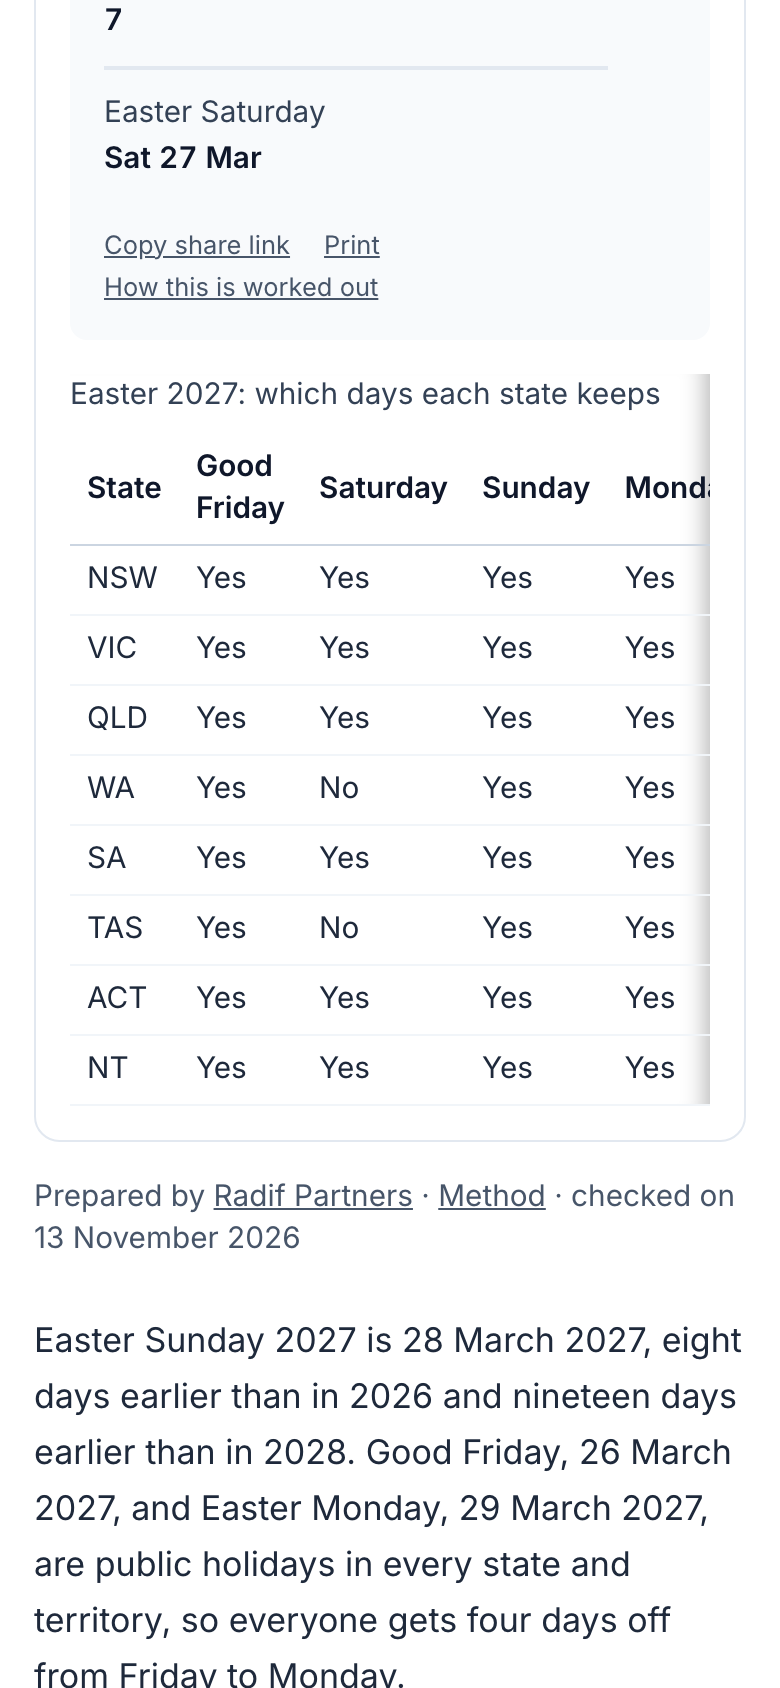 7
Easter Saturday
Sat 27 Mar
Copy share link Print
How this is worked out
Easter 2027: which days each state keeps
State Good Friday Saturday Sunday Monda
NSW Yes Yes Yes Yes
VIC Yes Yes Yes Yes
QLD Yes Yes Yes Yes
WA Yes No Yes Yes
SA Yes Yes Yes Yes
TAS Yes No Yes Yes
ACT Yes Yes Yes Yes
NT Yes Yes Yes Yes
Prepared by Radif Partners · Method · checked on
13 November 2026
Easter Sunday 2027 is 28 March 2027, eight
days earlier than in 2026 and nineteen days
earlier than in 2028. Good Friday, 26 March
2027, and Easter Monday, 29 March 2027,
are public holidays in every state and
territory, so everyone gets four days off
from Friday to Monday.